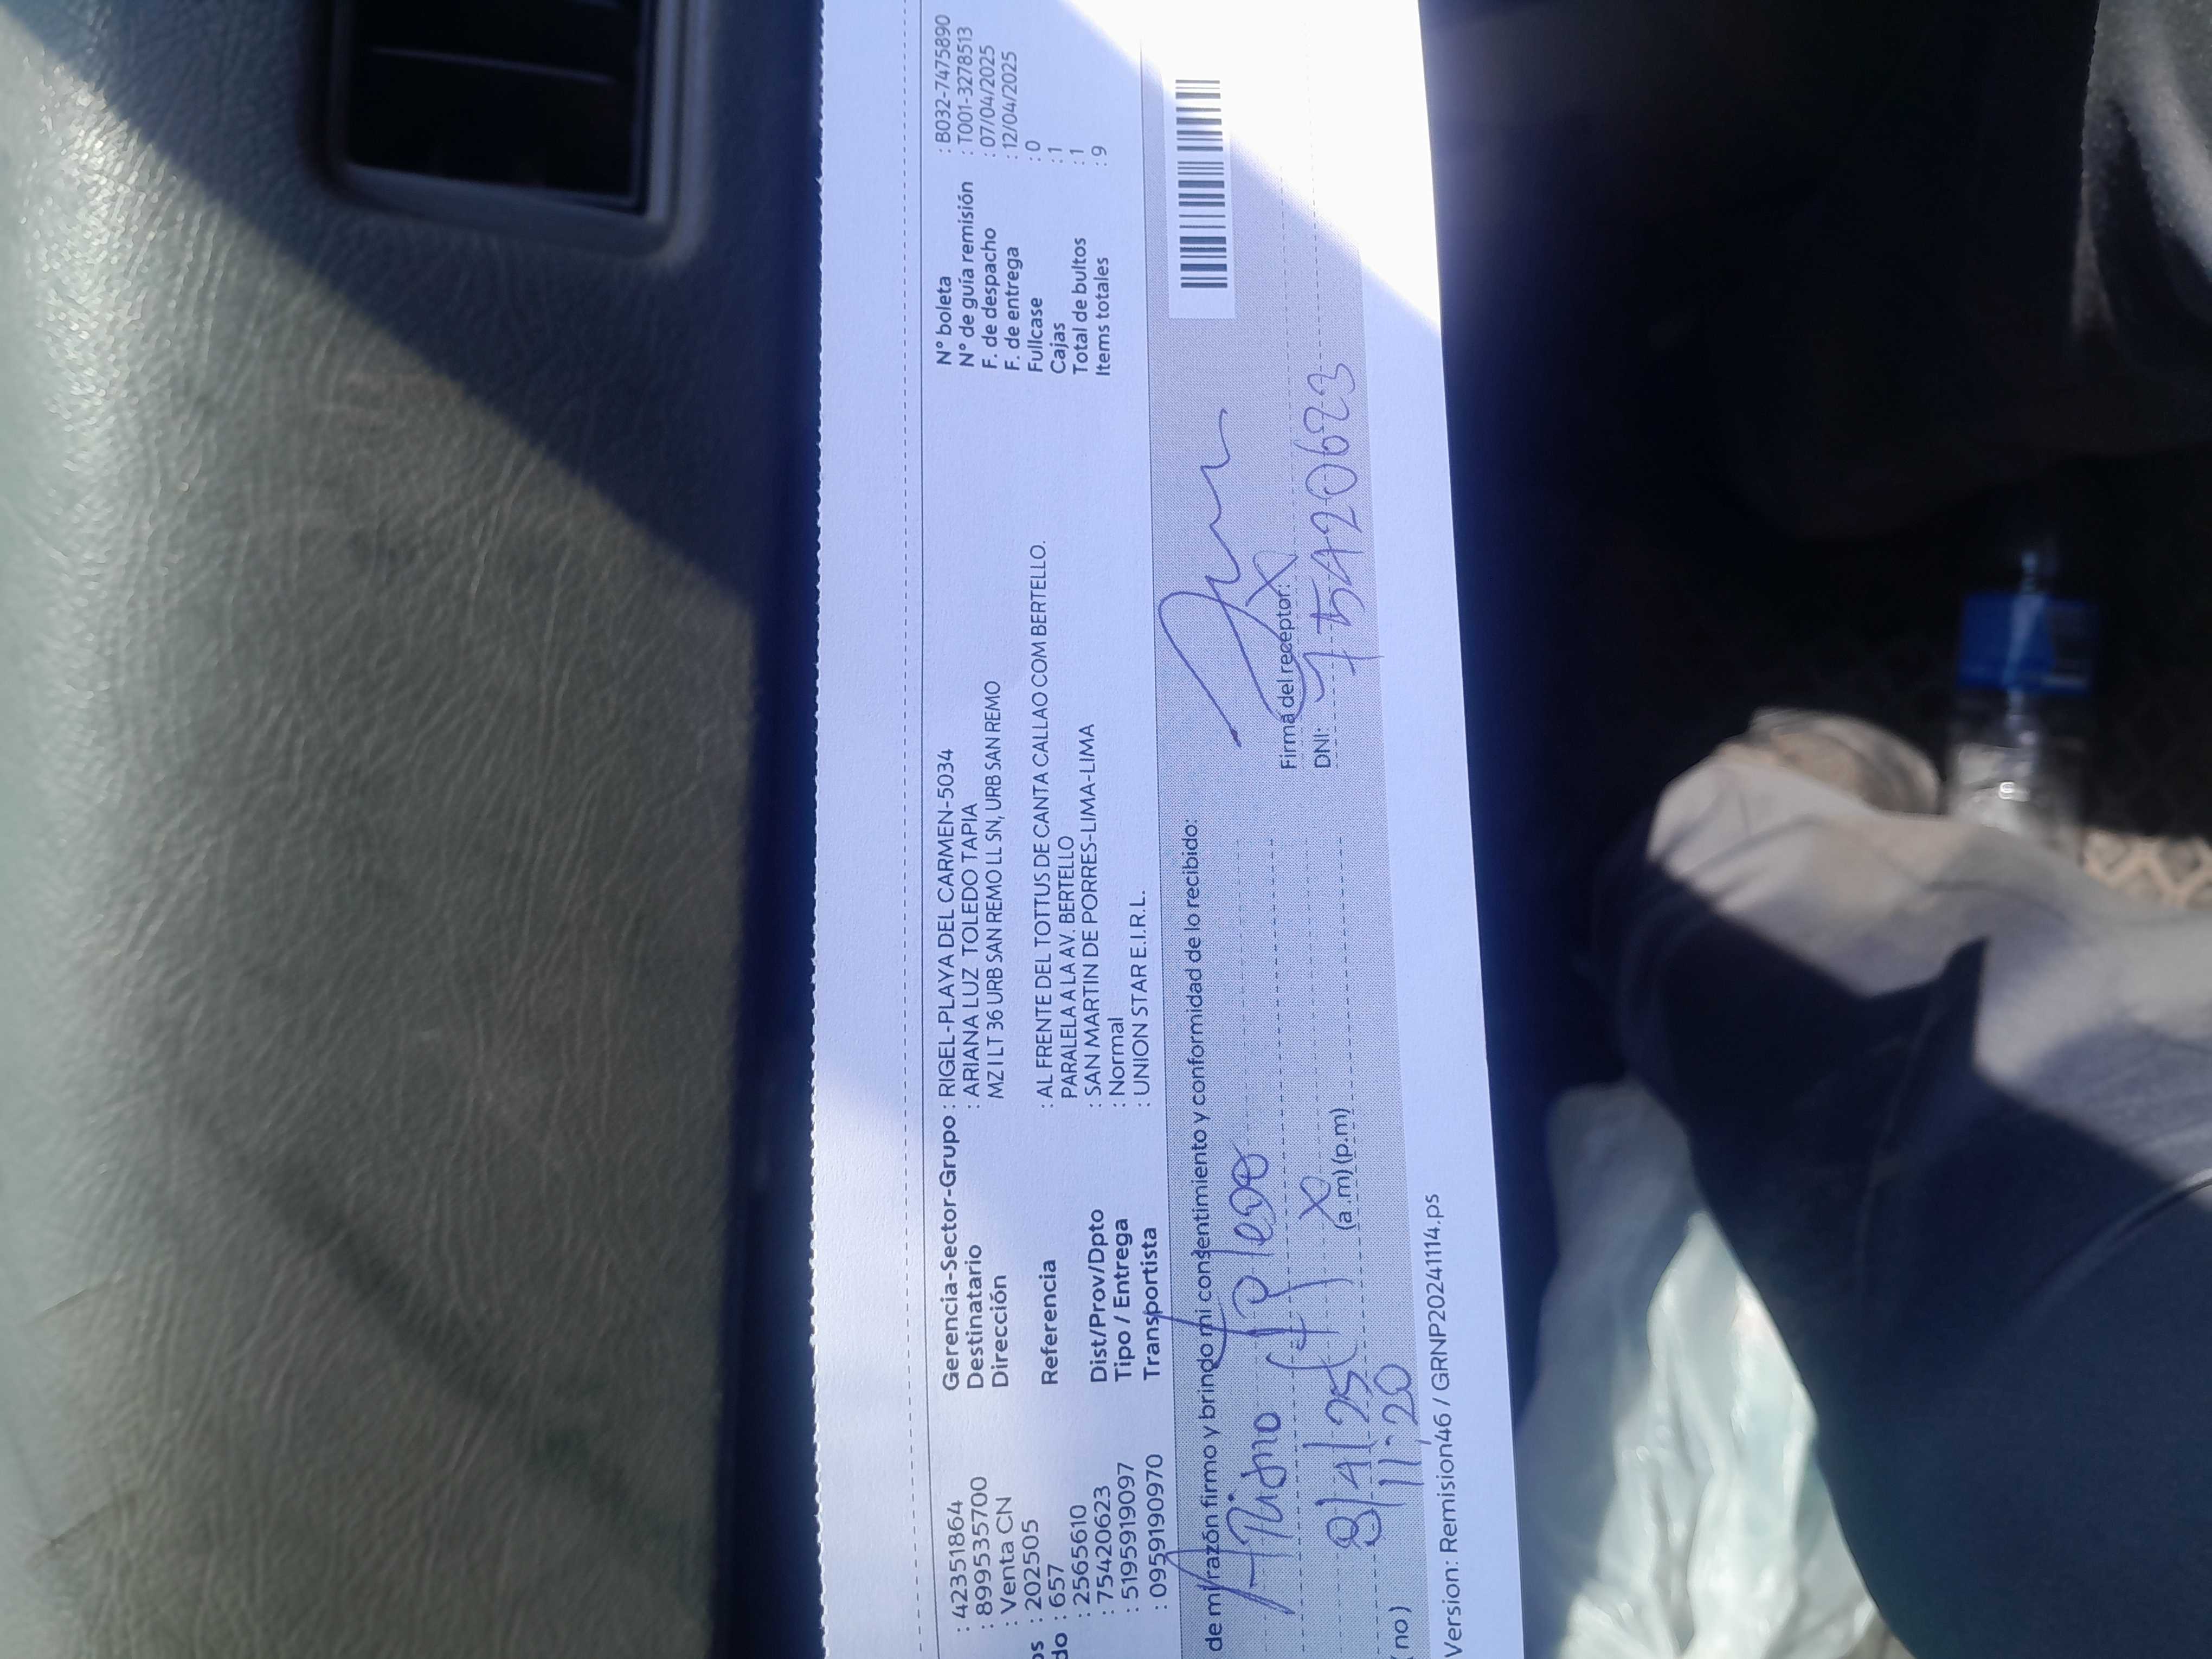 : 42351864
: 899535700
: Venta CN
os : 202505
do : 657
: 2565610
: 75420623
: 51959190970
: 0959190970
Gerencia-Sector-Grupo : RIGEL-PLAYA DEL CARMEN-5034
Destinatario : ARIANA LUZ TOLEDO TAPIA
Dirección MZ I LT 36 URB SAN REMO LL SN, URB SAN REMO
Referencia : AL FRENTE DEL TOTTUS DE CANTA CALLAO COM BERTELLO.
PARALELA A LA AV. BERTELLO
Dist/Prov/Dpto : SAN MARTIN DE PORRES-LIMA-LIMA
Tipo / Entrega : Normal
Transportista : UNION STAR E.I.R.L.
N° boleta : B032-7475890
N° de guía remisión : T001-3278513
F. de despacho : 07/04/2025
F. de entrega : 12/04/2025
Fullcase : 0
Cajas : 1
Total de bultos : 1
Items totales : 9
de mi razón firmo y brindo mi consentimiento y conformidad de lo recibido:
8/4/25
11:20 (a.m) (p.m)
no )
Firma del receptor: X
DNI: 75420623
Version: Remision46 / GRNP20241114.ps